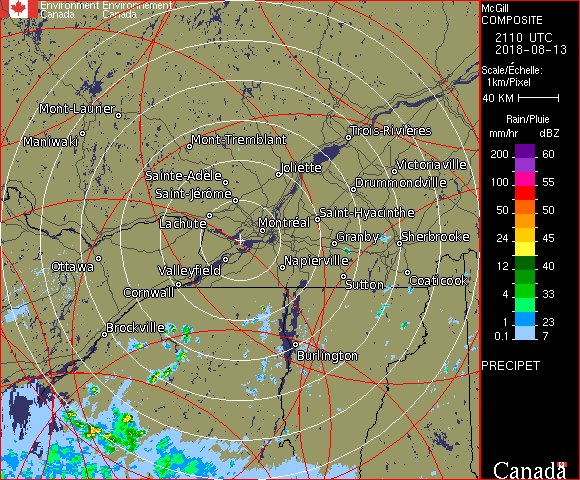 Environment Environnement
Canada Canada
McGill
COMPOSITE
2110 UTC
2018-08-13
Scale/Échelle:
1km/Pixel
40 KM
Rain/Pluie
mm/hr dBZ
200 60
100 55
50 50
24 45
12 40
4 33
1 23
0.1 7
PRECIPET
Canada
Mont-Laurier
Maniwaki
Mont-Tremblant
Trois-Rivières
Joliette
Victoriaville
Sainte-Adèle
Drummondville
Saint-Jérôme
Saint-Hyacinthe
Lachute
Montréal
Granby
Sherbrooke
Ottawa
Valleyfield
Napierville
Coaticook
Cornwall
Sutton
Brockville
Burlington